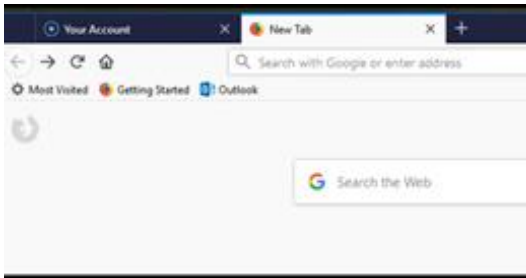 Your Account New Tab
Search with Google or enter address
Most Visited Getting Started Outlook
Search the Web